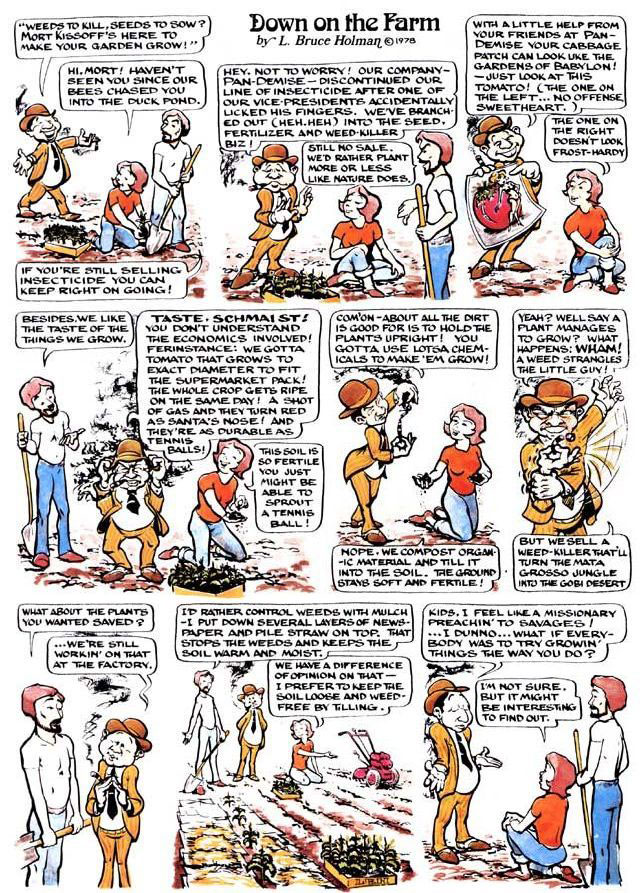 Down on the Farm
by L. Bruce Holman © 1978
"WEEDS TO KILL, SEEDS TO SOW?
MORT KISSOFF'S HERE TO
MAKE YOUR GARDEN GROW!"
HI, MORT! HAVEN'T
SEEN YOU SINCE OUR
BEES CHASED YOU
INTO THE DUCK POND.
IF YOU'RE STILL SELLING
INSECTICIDE YOU CAN
KEEP RIGHT ON GOING!
HEY, NOT TO WORRY! OUR COMPANY-
PAN-DEMISE - DISCONTINUED OUR
LINE OF INSECTICIDE AFTER ONE OF
OUR VICE-PRESIDENTS ACCIDENTALLY
LICKED HIS FINGERS. WE'VE BRANCH-
ED OUT (HEH, HEH) INTO THE SEED,
FERTILIZER AND WEED-KILLER
BIZ!
STILL NO SALE.
WE'D RATHER PLANT
MORE OR LESS
LIKE NATURE DOES.
WITH A LITTLE HELP FROM
YOUR FRIENDS AT PAN-
DEMISE YOUR CABBAGE
PATCH CAN LOOK LIKE THE
GARDENS OF BABYLON!
- JUST LOOK AT THIS
TOMATO! (THE ONE ON
THE LEFT... NO OFFENSE,
SWEETHEART.)
THE ONE ON
THE RIGHT
DOESN'T LOOK
FROST-HARDY
BESIDES, WE LIKE
THE TASTE OF THE
THINGS WE GROW.
TASTE, SCHMAIST!
YOU DON'T UNDERSTAND
THE ECONOMICS INVOLVED!
FERINSTANCE: WE GOTTA
TOMATO THAT GROWS TO
EXACT DIAMETER TO FIT
THE SUPERMARKET PACK!
THE WHOLE CROP GETS RIPE
ON THE SAME DAY! A SHOT
OF GAS AND THEY TURN RED
AS SANTA'S NOSE! AND
THEY'RE AS DURABLE AS
TENNIS
BALLS!
THIS SOIL IS
SO FERTILE
YOU JUST
MIGHT BE
ABLE TO
SPROUT
A TENNIS
BALL!
COM'ON - ABOUT ALL THE DIRT
IS GOOD FOR IS TO HOLD THE
PLANTS UPRIGHT! YOU
GOTTA USE LOTSA CHEM-
ICALS TO MAKE 'EM GROW!
NOPE. WE COMPOST ORGAN-
IC MATERIAL AND TILL IT
INTO THE SOIL. THE GROUND
STAYS SOFT AND FERTILE!
YEAH? WELL SAY A
PLANT MANAGES
TO GROW? WHAT
HAPPENS: WHAM!
A WEED STRANGLES
THE LITTLE GUY!
BUT WE SELL A
WEED-KILLER THAT'LL
TURN THE MATA
GROSSO JUNGLE
INTO THE GOBI DESERT
WHAT ABOUT THE PLANTS
YOU WANTED SAVED?
...WE'RE STILL
WORKIN' ON THAT
AT THE FACTORY.
I'D RATHER CONTROL WEEDS WITH MULCH
- I PUT DOWN SEVERAL LAYERS OF NEWS-
PAPER AND PILE STRAW ON TOP. THAT
STOPS THE WEEDS AND KEEPS THE
SOIL WARM AND MOIST.
WE HAVE A DIFFERENCE
OF OPINION ON THAT -
I PREFER TO KEEP THE
SOIL LOOSE AND WEED-
FREE BY TILLING.
KIDS, I FEEL LIKE A MISSIONARY
PREACHIN' TO SAVAGES!
...I DUNNO... WHAT IF EVERY-
BODY WAS TO TRY GROWIN'
THINGS THE WAY YOU DO?
I'M NOT SURE.
BUT IT MIGHT
BE INTERESTING
TO FIND OUT.